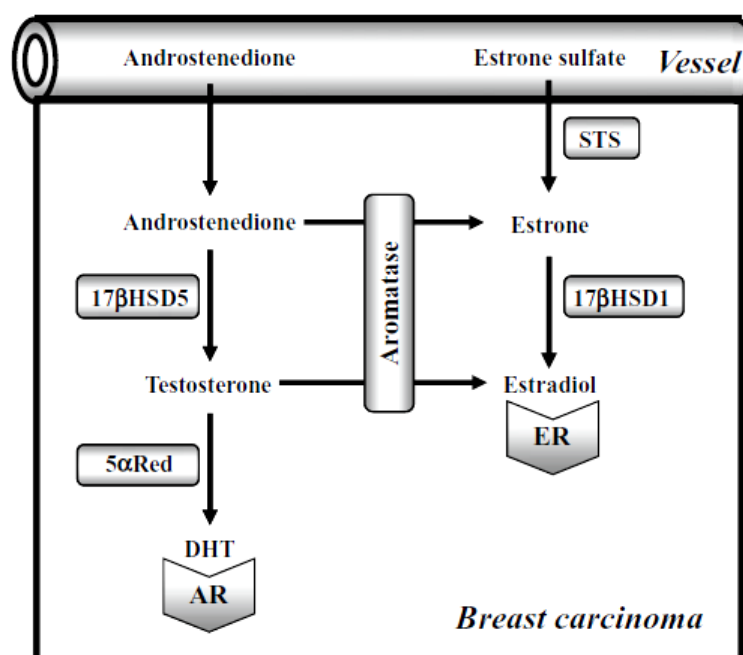 Androstenedione Estrone sulfate Vessel
STS
Androstenedione Estrone
Aromatase
17βHSD5 17βHSD1
Testosterone Estradiol
ER
5αRed
DHT
AR
Breast carcinoma